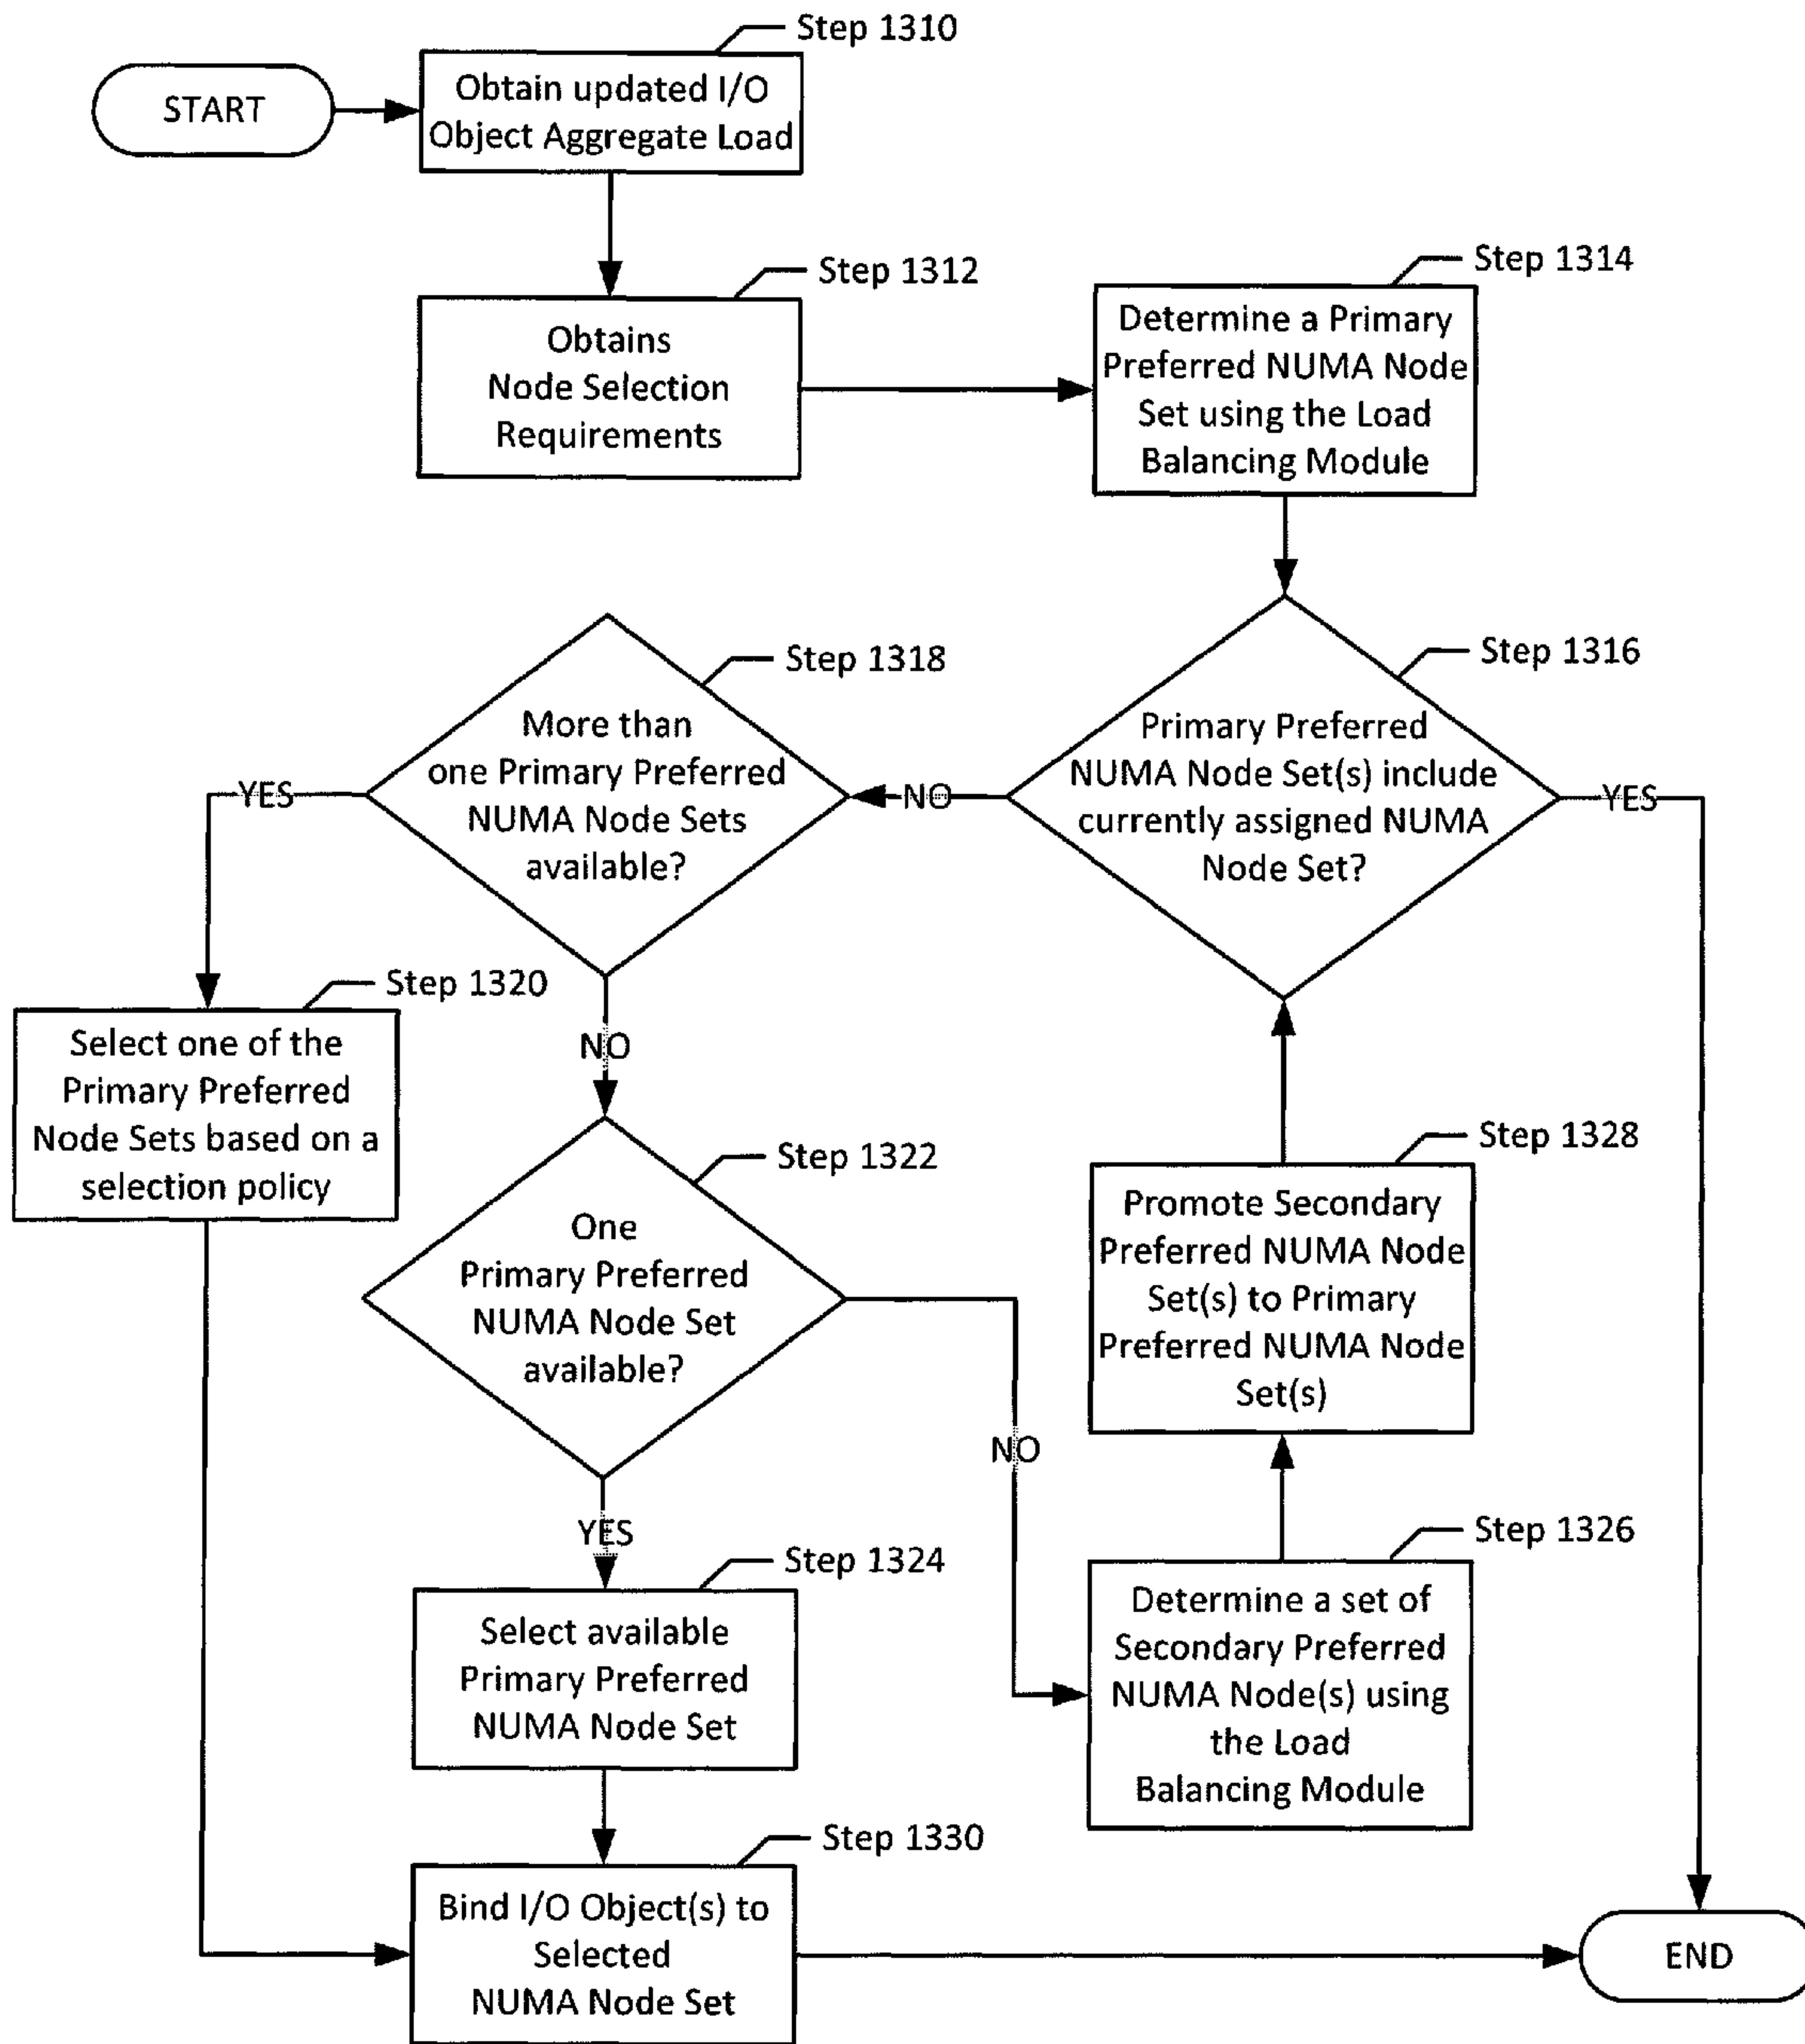 Step 1310
START
Obtain updated I/O
Object Aggregate Load
Step 1312
Obtains
Node Selection
Requirements
Step 1314
Determine a Primary
Preferred NUMA Node
Set using the Load
Balancing Module
Step 1316
Primary Preferred
NUMA Node Set(s) include
currently assigned NUMA
Node Set?
NO
YES
Step 1318
More than
one Primary Preferred
NUMA Node Sets
available?
YES
NO
Step 1320
Select one of the
Primary Preferred
Node Sets based on a
selection policy
Step 1322
One
Primary Preferred
NUMA Node Set
available?
NO
YES
Step 1324
Select available
Primary Preferred
NUMA Node Set
Step 1326
Determine a set of
Secondary Preferred
NUMA Node(s) using
the Load
Balancing Module
Step 1328
Promote Secondary
Preferred NUMA Node
Set(s) to Primary
Preferred NUMA Node
Set(s)
Step 1330
Bind I/O Object(s) to
Selected
NUMA Node Set
END